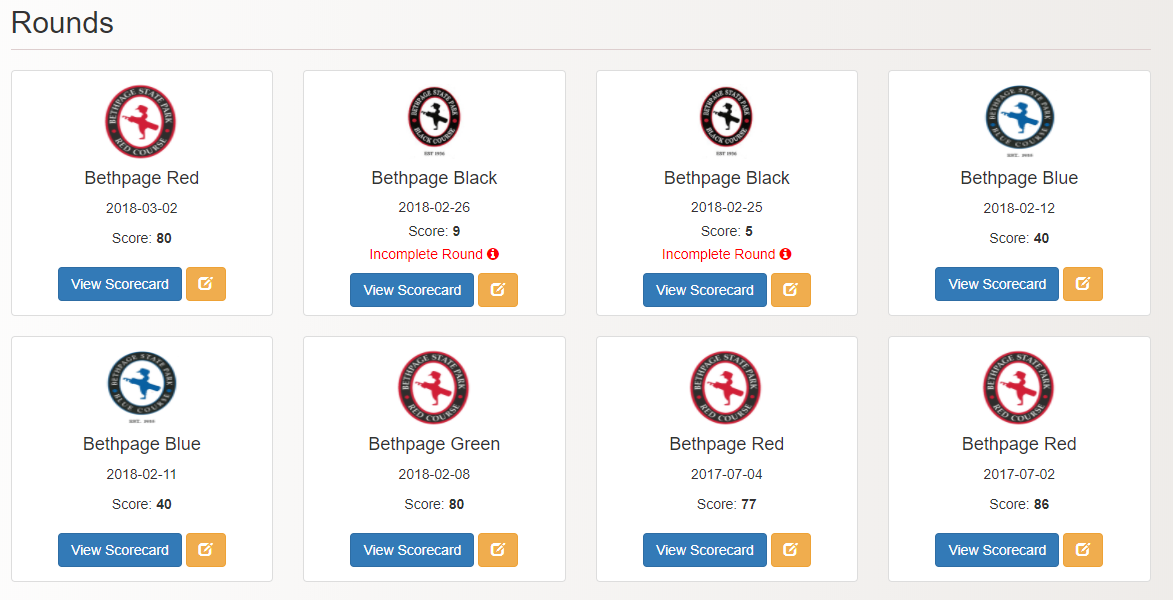 Rounds
BETHPAGE STATE PARK
RED COURSE
Bethpage Red
2018-03-02
Score: 80
View Scorecard
BETHPAGE STATE PARK
BLACK COURSE
EST 1936
Bethpage Black
2018-02-26
Score: 9
Incomplete Round
View Scorecard
BETHPAGE STATE PARK
BLACK COURSE
EST 1936
Bethpage Black
2018-02-25
Score: 5
Incomplete Round
View Scorecard
BETHPAGE STATE PARK
BLUE COURSE
EST.
Bethpage Blue
2018-02-12
Score: 40
View Scorecard
BETHPAGE STATE PARK
BLUE COURSE
EST.
Bethpage Blue
2018-02-11
Score: 40
View Scorecard
BETHPAGE STATE PARK
RED COURSE
Bethpage Green
2018-02-08
Score: 80
View Scorecard
BETHPAGE STATE PARK
RED COURSE
Bethpage Red
2017-07-04
Score: 77
View Scorecard
BETHPAGE STATE PARK
RED COURSE
Bethpage Red
2017-07-02
Score: 86
View Scorecard